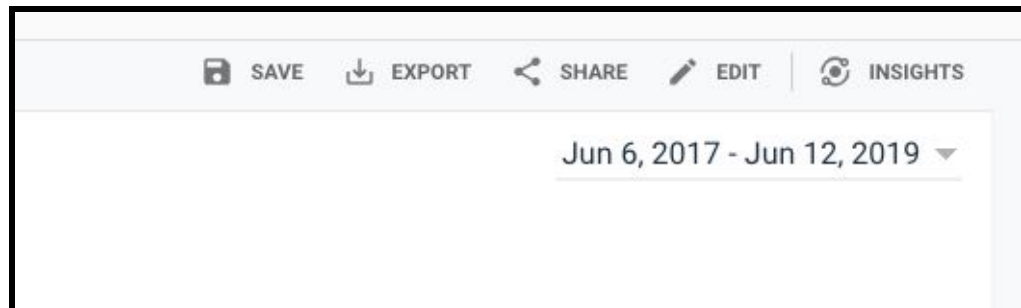 SAVE EXPORT SHARE EDIT INSIGHTS
Jun 6, 2017 - Jun 12, 2019